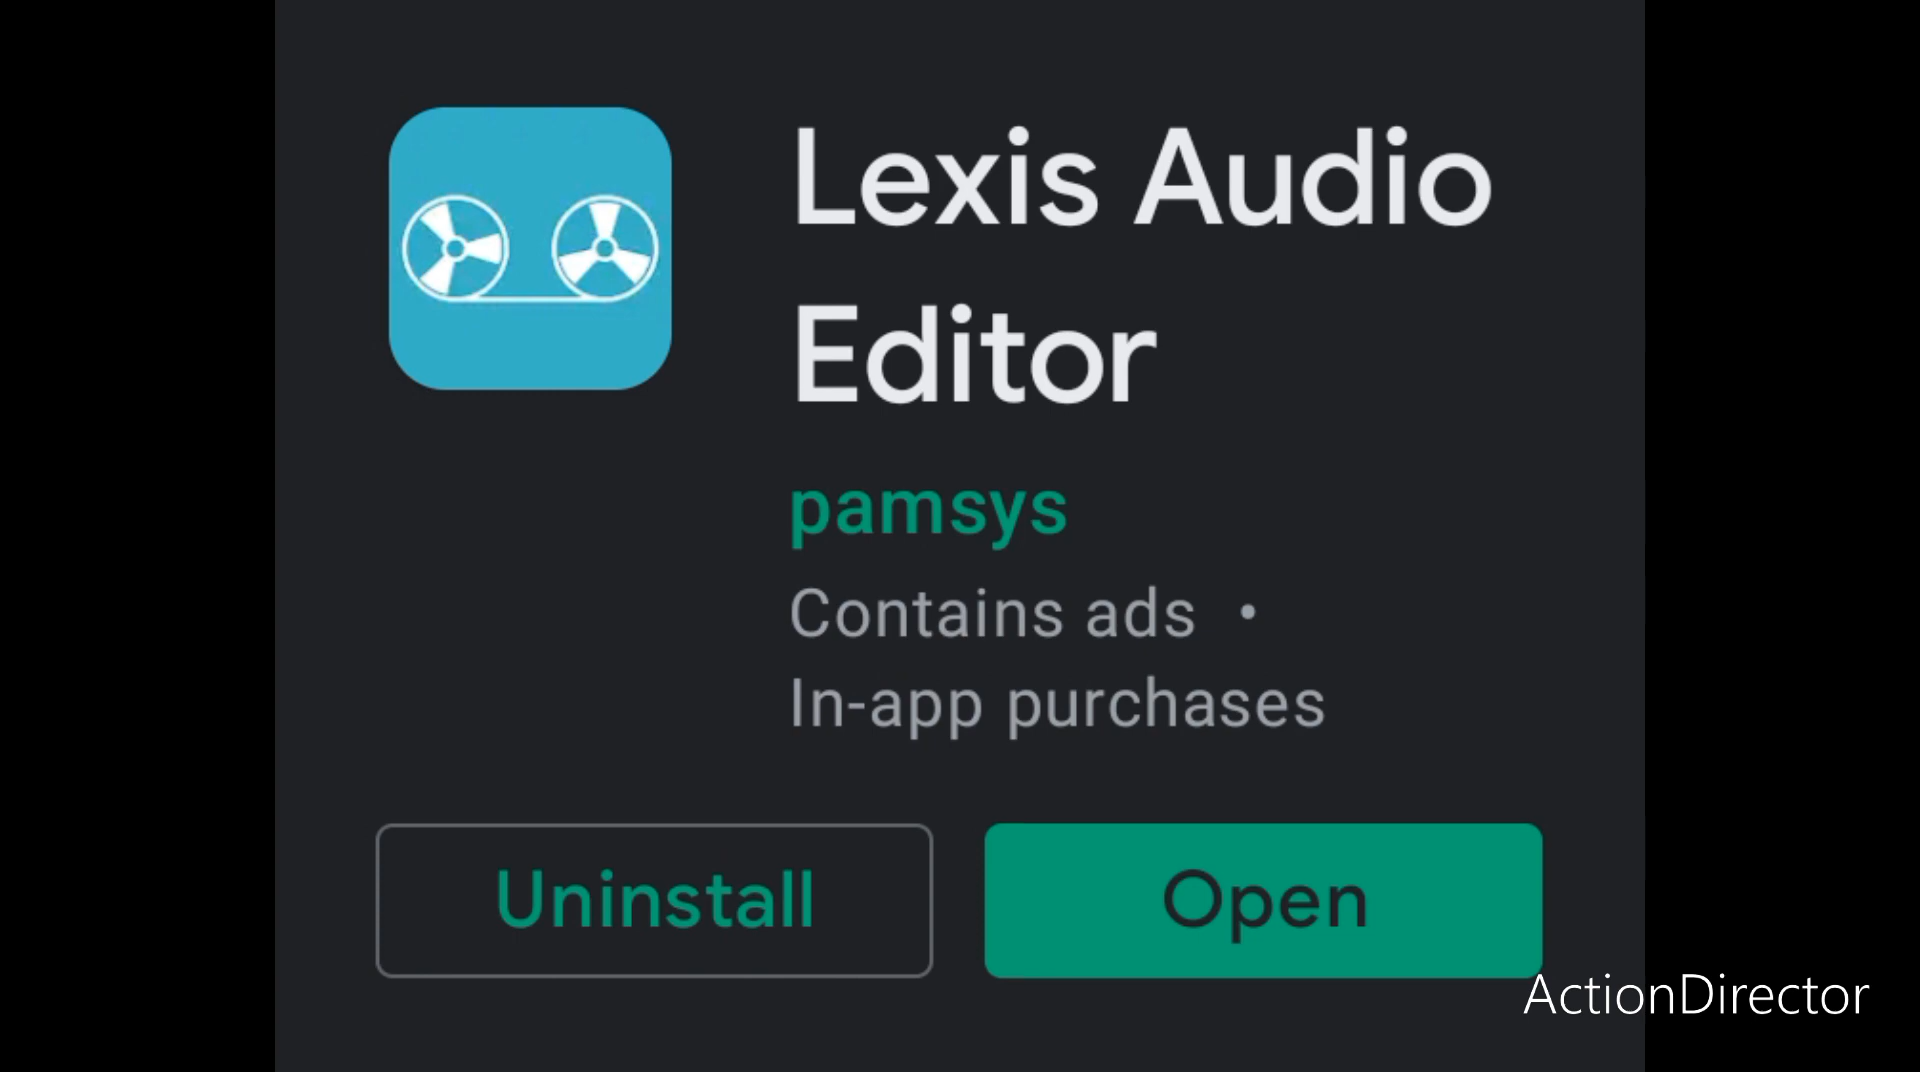 Lexis Audio
Editor
pamsys
Contains ads •
In-app purchases
Uninstall
Open
ActionDirector